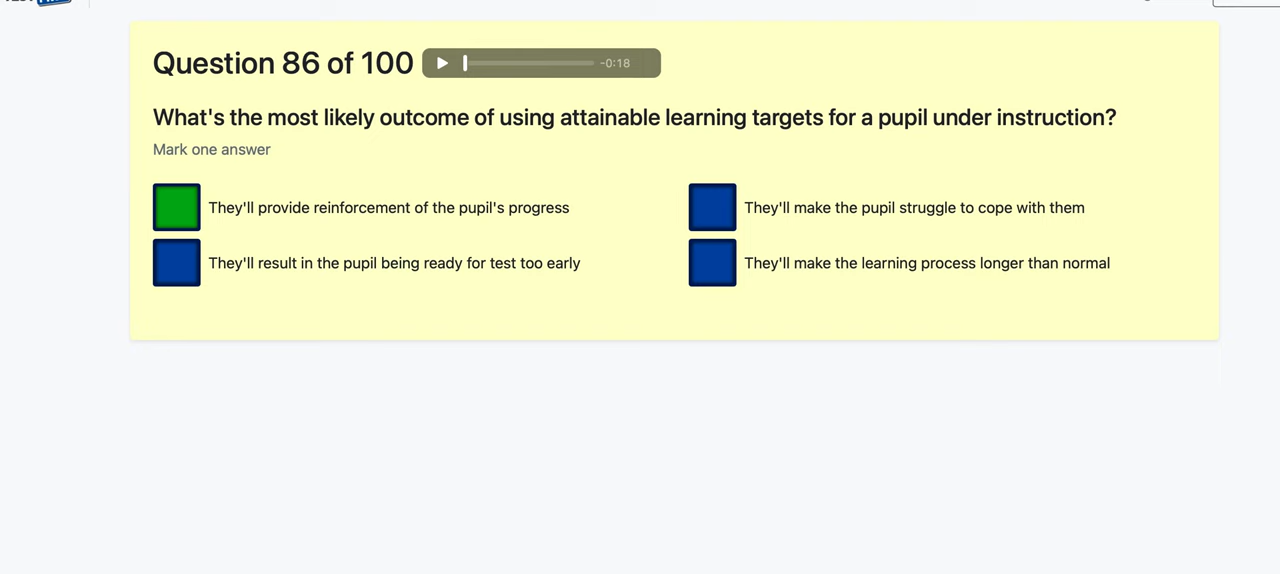 Question 86 of 100
-0:18
What's the most likely outcome of using attainable learning targets for a pupil under instruction?
Mark one answer
They'll provide reinforcement of the pupil's progress
They'll make the pupil struggle to cope with them
They'll result in the pupil being ready for test too early
They'll make the learning process longer than normal